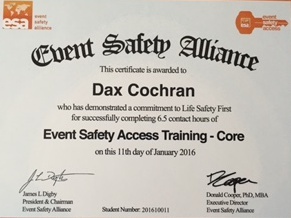 esa
event
safety
alliance
event
safety
access
Event Safety Alliance
This certificate is awarded to
Dax Cochran
who has demonstrated a commitment to Life Safety First
for successfully completing 6.5 contact hours of
Event Safety Access Training - Core
on this 11th day of January 2016
James L Digby
President & Chairman
Event Safety Alliance
Student Number: 201610011
Donald Cooper, PhD, MBA
Executive Director
Event Safety Alliance